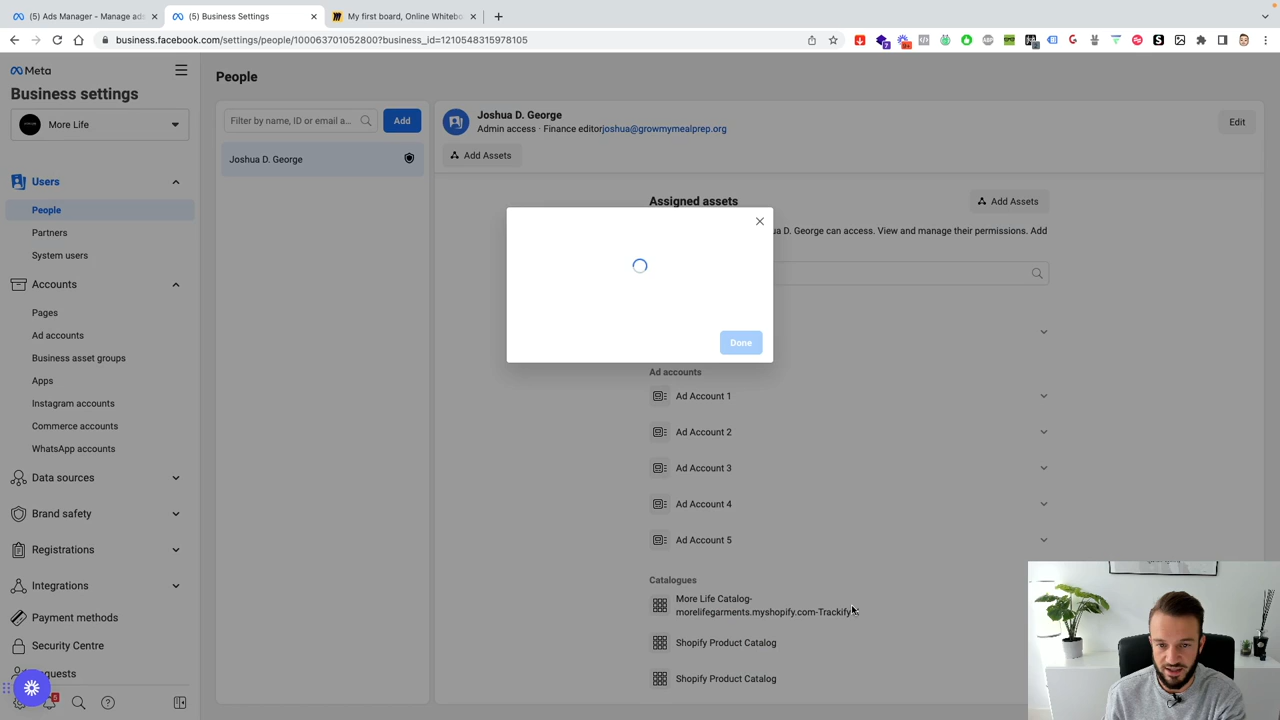 (5) Ads Manager - Manage ads
(5) Business Settings
My first board, Online Whitebo
business.facebook.com/settings/people/100063701052800?business_id=1210548315978105
Meta
Business settings
More Life
Users
People
Partners
System users
Accounts
Pages
Ad accounts
Business asset groups
Apps
Instagram accounts
Commerce accounts
WhatsApp accounts
Data sources
Brand safety
Registrations
Integrations
Payment methods
Security Centre
People
Filter by name, ID or email a...
Add
Joshua D. George
Joshua D. George
Admin access · Finance editor joshua@growmymealprep.org
Edit
Add Assets
Assigned assets
Add Assets
D. George can access. View and manage their permissions. Add
Done
Ad accounts
Ad Account 1
Ad Account 2
Ad Account 3
Ad Account 4
Ad Account 5
Catalogues
More Life Catalog-
morelifegarments.myshopify.com-Trackify
Shopify Product Catalog
Shopify Product Catalog